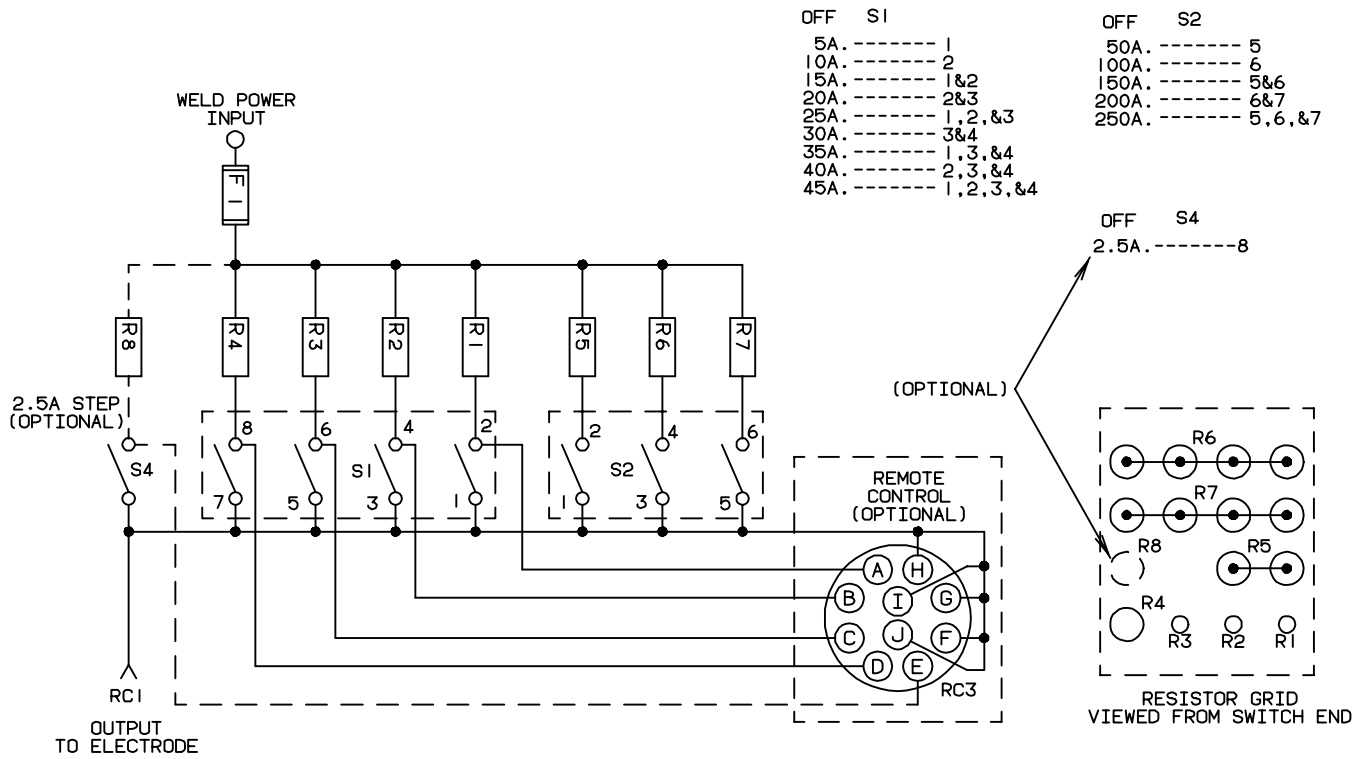 OFF S1
5A. -------- 1
10A. -------- 2
15A. -------- 1&2
20A. -------- 2&3
25A. -------- 1,2,&3
30A. -------- 3&4
35A. -------- 1,3,&4
40A. -------- 2,3,&4
45A. -------- 1,2,3,&4
OFF S2
50A. -------- 5
100A. -------- 6
150A. -------- 5&6
200A. -------- 6&7
250A. -------- 5,6,&7
OFF S4
2.5A. -------8
WELD POWER
INPUT
F1
R8
R4
R3
R2
R1
R5
R6
R7
2.5A STEP
(OPTIONAL)
8
6
4
2
2
4
6
S4
S1
S2
7
5
3
1
1
3
5
(OPTIONAL)
REMOTE
CONTROL
(OPTIONAL)
A
H
B
I
G
C
J
F
D
E
RC3
RC1
OUTPUT
TO ELECTRODE
R6
R7
R8
R5
R4
R3
R2
R1
RESISTOR GRID
VIEWED FROM SWITCH END